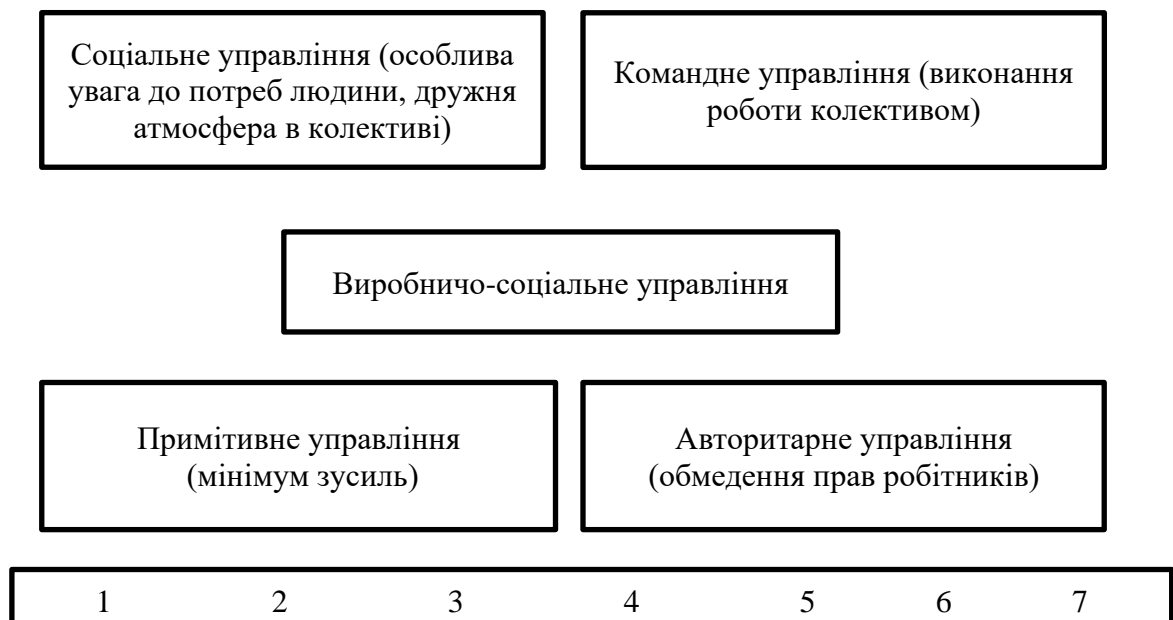 Соціальне управління (особлива
увага до потреб людини, дружня
атмосфера в колективі)
Командне управління (виконання
роботи колективом)
Виробничо-соціальне управління
Примітивне управління
(мінімум зусиль)
Авторитарне управління
(обмедення прав робітників)
1 2 3 4 5 6 7